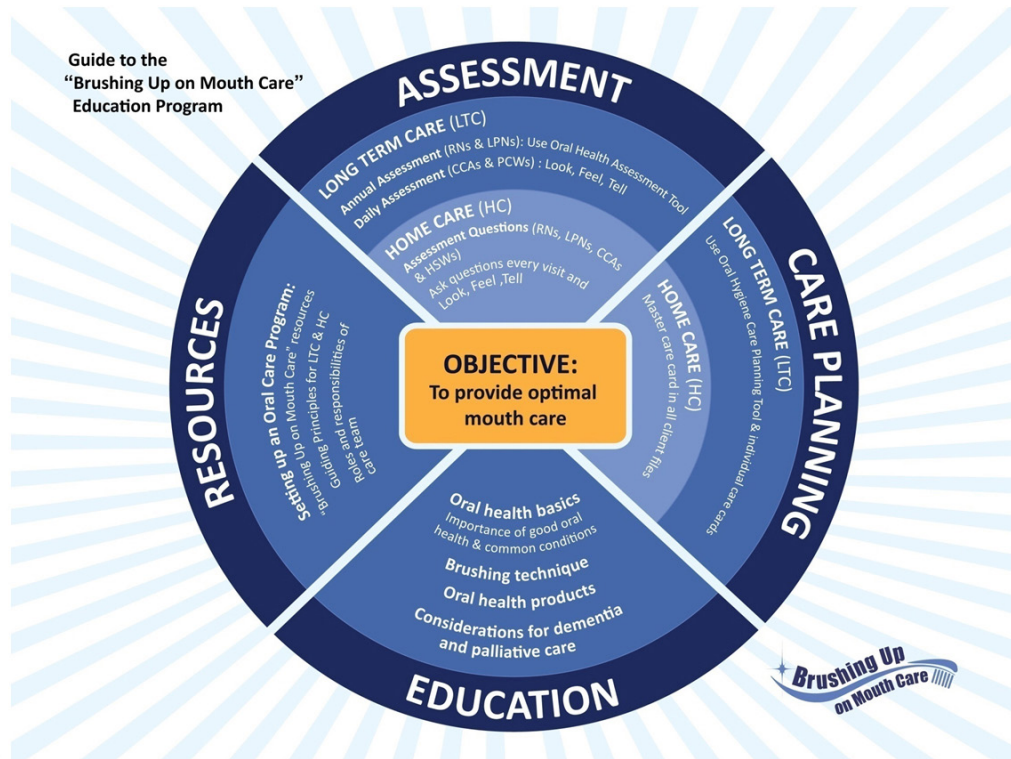 Guide to the
“Brushing Up on Mouth Care”
Education Program
ASSESSMENT
LONG TERM CARE (LTC)
Annual Assessment (RNs & LPNs): Use Oral Health Assessment Tool
Daily Assessment (CCAs & PCWs) : Look, Feel, Tell
HOME CARE (HC)
Assessment Questions (RNs, LPNs, CCAs
& HSWs)
Ask questions every visit and
Look, Feel ,Tell
CARE PLANNING
LONG TERM CARE (LTC)
Use Oral Hygiene Care Planning Tool & individual care cards
HOME CARE (HC)
Master care card in all client files
OBJECTIVE:
To provide optimal
mouth care
RESOURCES
Setting up an Oral Care Program:
“Brushing Up on Mouth Care” resources
Guiding Principles for LTC & HC
Roles and responsibilities of
care team
Oral health basics
Importance of good oral
health & common conditions
Brushing technique
Oral health products
Considerations for dementia
and palliative care
EDUCATION
Brushing Up
on Mouth Care